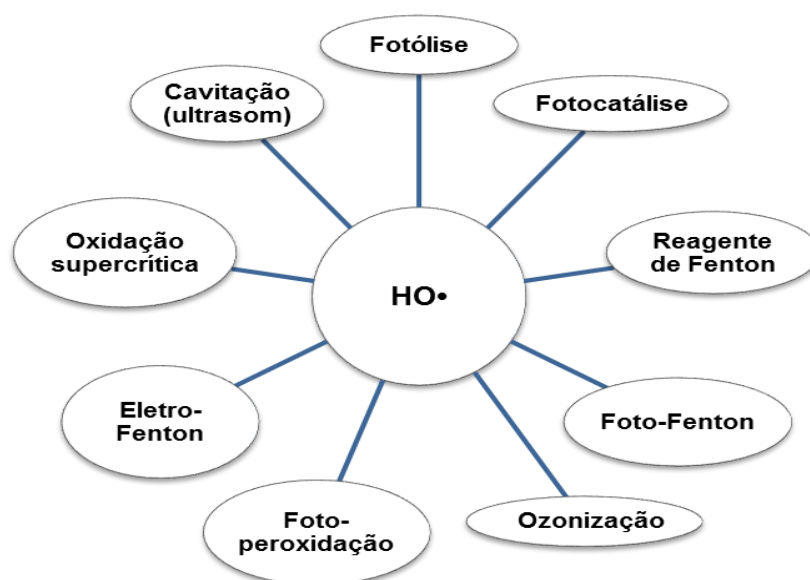 Fotólise
Cavitação
(ultrasom)
Fotocatálise
Oxidação
supercrítica
Reagente
de Fenton
HO•
Eletro-
Fenton
Foto-Fenton
Foto-
peroxidação
Ozonização